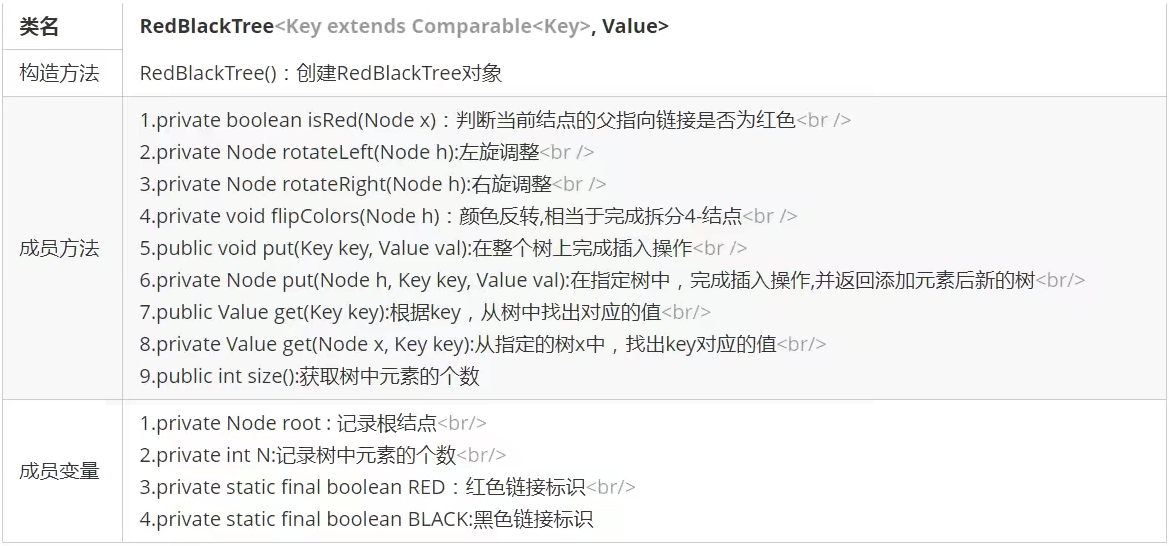 类名 RedBlackTree<Key extends Comparable<Key>, Value>
构造方法 RedBlackTree()：创建RedBlackTree对象
成员方法
1.private boolean isRed(Node x)：判断当前结点的父指向链接是否为红色<br />
2.private Node rotateLeft(Node h):左旋调整<br />
3.private Node rotateRight(Node h):右旋调整<br />
4.private void flipColors(Node h)：颜色反转,相当于完成拆分4-结点<br />
5.public void put(Key key, Value val):在整个树上完成插入操作<br />
6.private Node put(Node h, Key key, Value val):在指定树中，完成插入操作,并返回添加元素后新的树<br/>
7.public Value get(Key key):根据key，从树中找出对应的值<br/>
8.private Value get(Node x, Key key):从指定的树x中，找出key对应的值<br/>
9.public int size():获取树中元素的个数
成员变量
1.private Node root : 记录根结点<br/>
2.private int N:记录树中元素的个数<br/>
3.private static final boolean RED：红色链接标识<br/>
4.private static final boolean BLACK:黑色链接标识